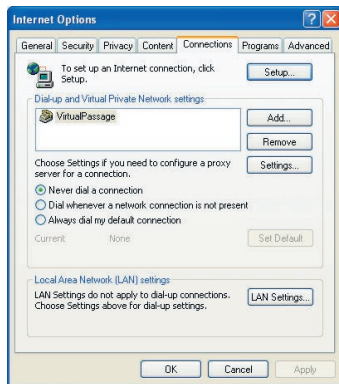 Internet Options
General Security Privacy Content Connections Programs Advanced
To set up an Internet connection, click
Setup.
Setup...
Dial-up and Virtual Private Network settings
VirtualPassage
Add...
Remove
Choose Settings if you need to configure a proxy
server for a connection.
Settings...
Never dial a connection
Dial whenever a network connection is not present
Always dial my default connection
Current None
Set Default
Local Area Network (LAN) settings
LAN Settings do not apply to dial-up connections.
Choose Settings above for dial-up settings.
LAN Settings...
OK Cancel Apply